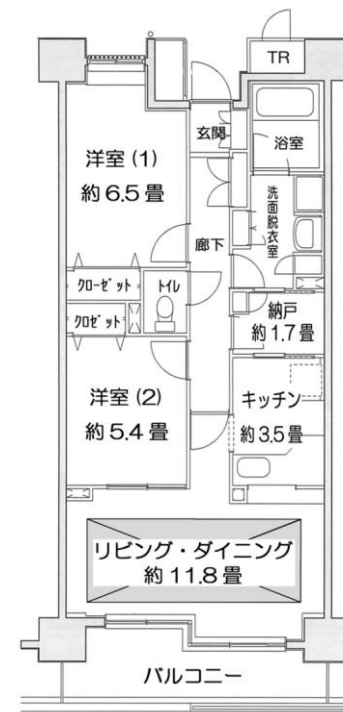 TR
玄関
浴室
洋室 (1)
約 6.5 畳
洗面脱衣室
廊下
クローゼット
トイレ
クロゼット
納戸
約 1.7 畳
洋室 (2)
約 5.4 畳
キッチン
約 3.5 畳
リビング・ダイニング
約 11.8 畳
バルコニー